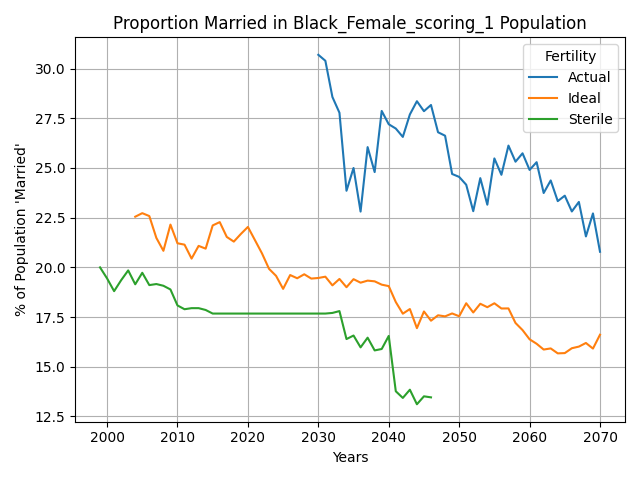 Proportion Married in Black_Female_scoring_1 Population
% of Population 'Married'
30.0
27.5
25.0
22.5
20.0
17.5
15.0
12.5
Fertility
Actual
Ideal
Sterile
2000 2010 2020 2030 2040 2050 2060 2070
Years